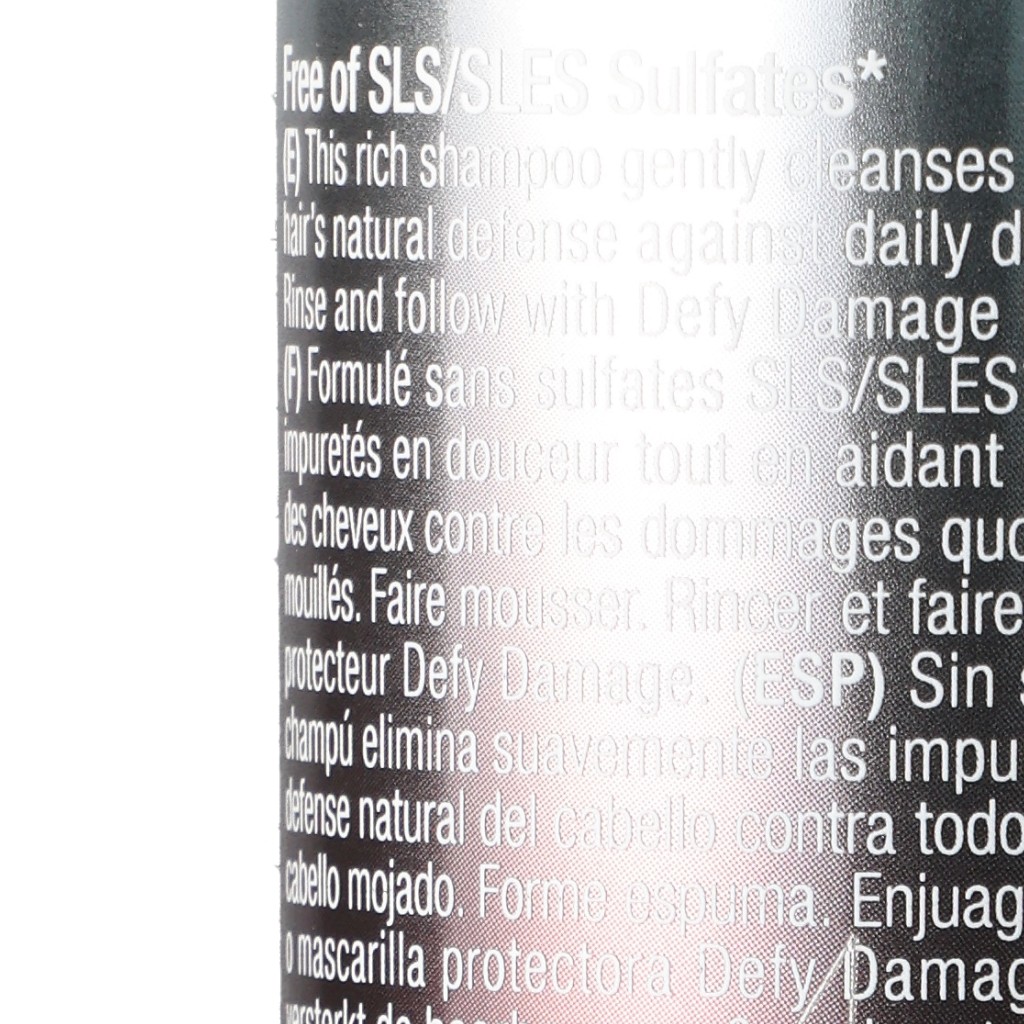 Free of SLS/SLES Sulfates*
(E) This rich shampoo gently cleanses
hair's natural defense against daily d
Rinse and follow with Defy Damage
(F) Formulé sans sulfates SLS/SLES
impuretés en douceur tout en aidant
des cheveux contre les dommages quo
mouillés. Faire mousser. Rincer et faire
protecteur Defy Damage. (ESP) Sin s
champú elimina suavemente las impu
defense natural del cabello contra todo
cabello mojado. Forme espuma. Enjuag
o mascarilla protectora Defy Damag
versterkt de